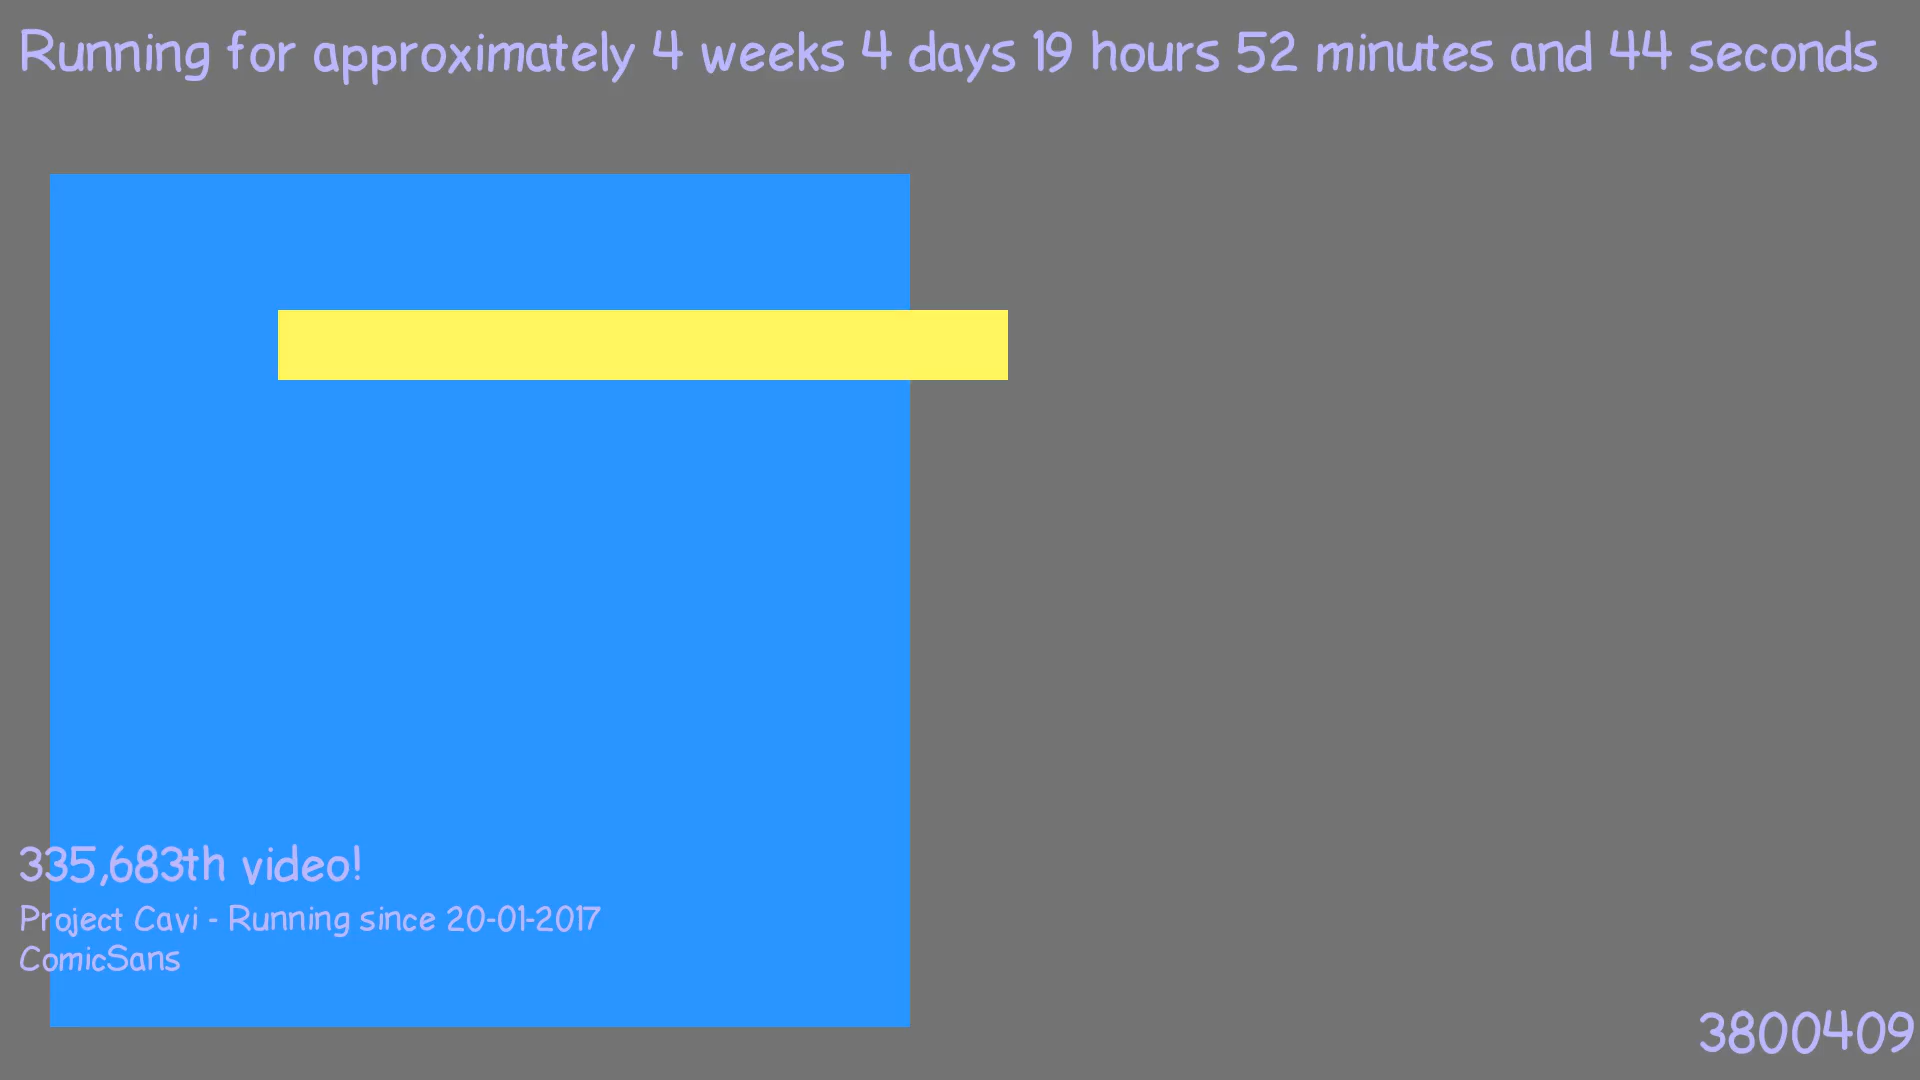 Running for approximately 4 weeks 4 days 19 hours 52 minutes and 44 seconds
335,683th video!
Project Cavi - Running since 20-01-2017
ComicSans
3800409